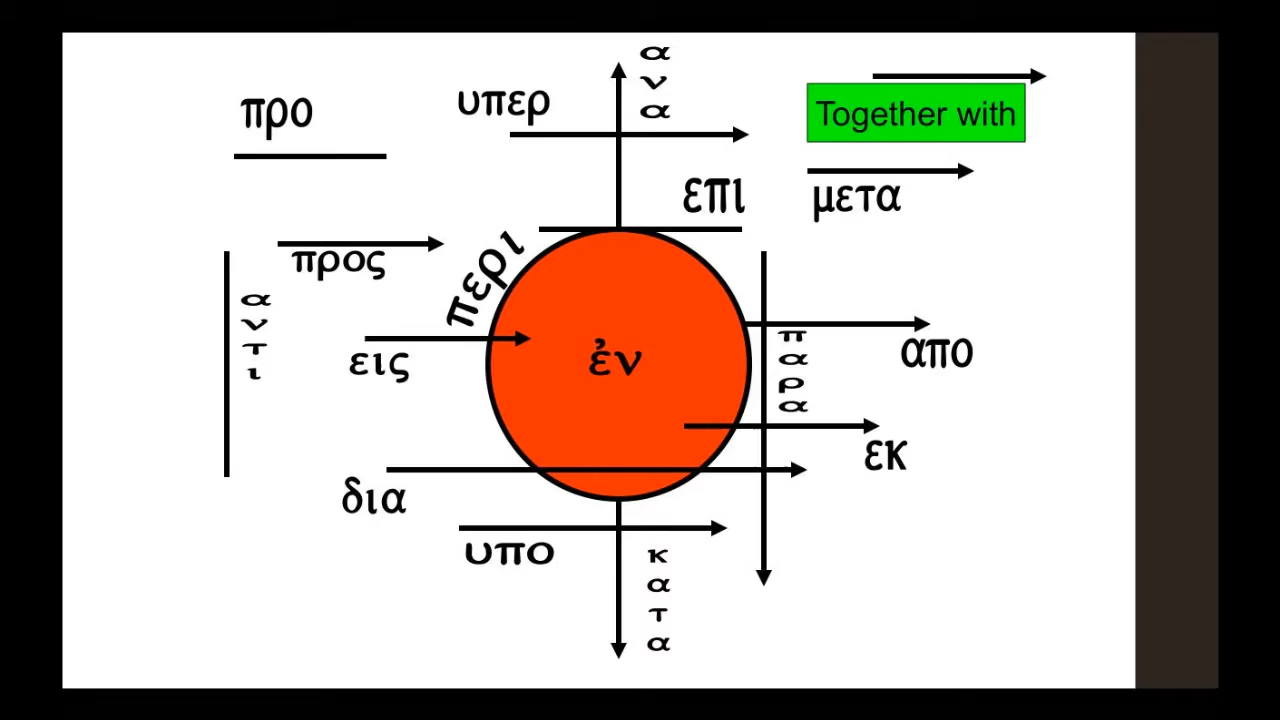 προ
υπερ
ανα
Together with
μετα
επι
προς
περι
αντι
εις
ἐν
παρα
απο
εκ
δια
υπο
κατα